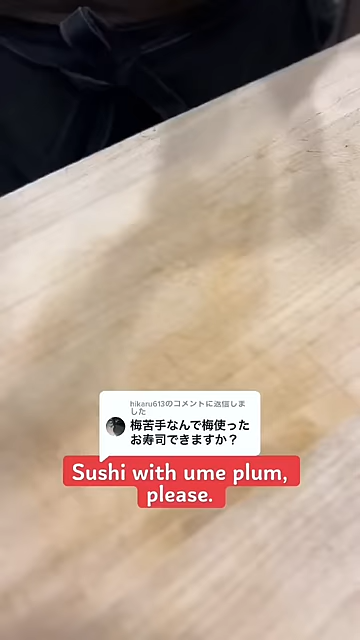 hikaru613のコメントに返信しま
した
梅苦手なんで梅使った
お寿司できますか？
Sushi with ume plum,
please.